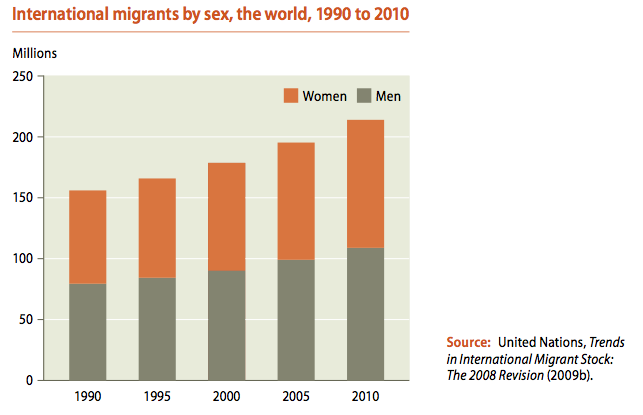 International migrants by sex, the world, 1990 to 2010
Millions
250
Women Men
200
150
100
50
0
1990 1995 2000 2005 2010
Source: United Nations, Trends
in International Migrant Stock:
The 2008 Revision (2009b).